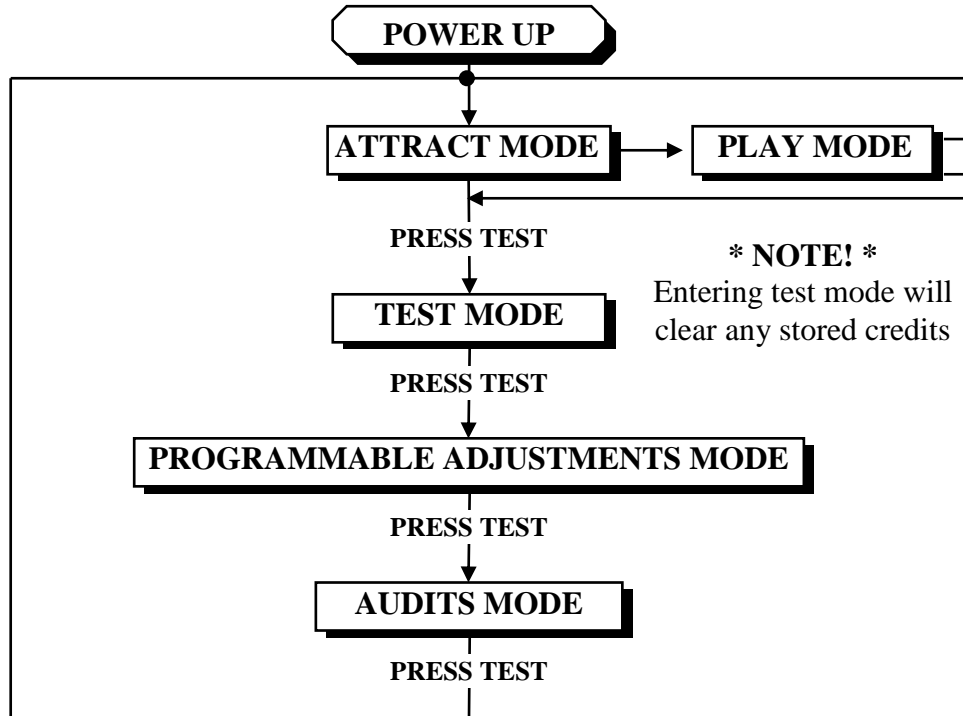 POWER UP
ATTRACT MODE
PLAY MODE
PRESS TEST
* NOTE! *
Entering test mode will
clear any stored credits
TEST MODE
PRESS TEST
PROGRAMMABLE ADJUSTMENTS MODE
PRESS TEST
AUDITS MODE
PRESS TEST